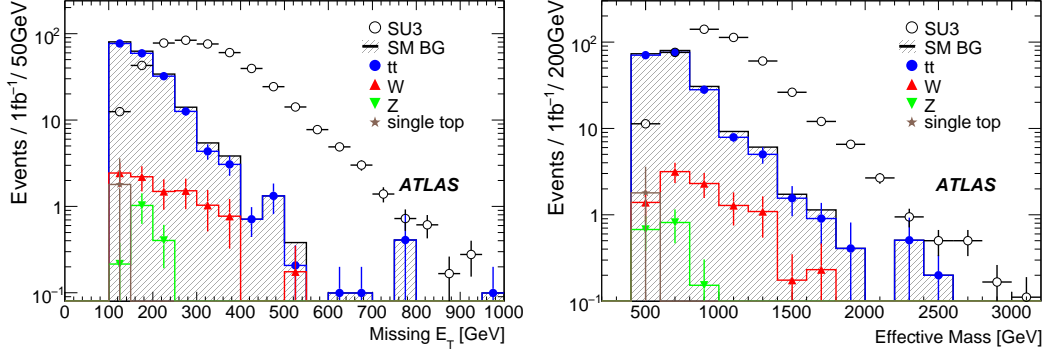 Events / 1fb⁻¹/ 50GeV
10²
10
1
10⁻¹
0 100 200 300 400 500 600 700 800 900 1000
Missing E_T [GeV]
SU3
SM BG
tt
W
Z
single top
ATLAS
Events / 1fb⁻¹/ 200GeV
10²
10
1
10⁻¹
500 1000 1500 2000 2500 3000
Effective Mass [GeV]
SU3
SM BG
tt
W
Z
single top
ATLAS